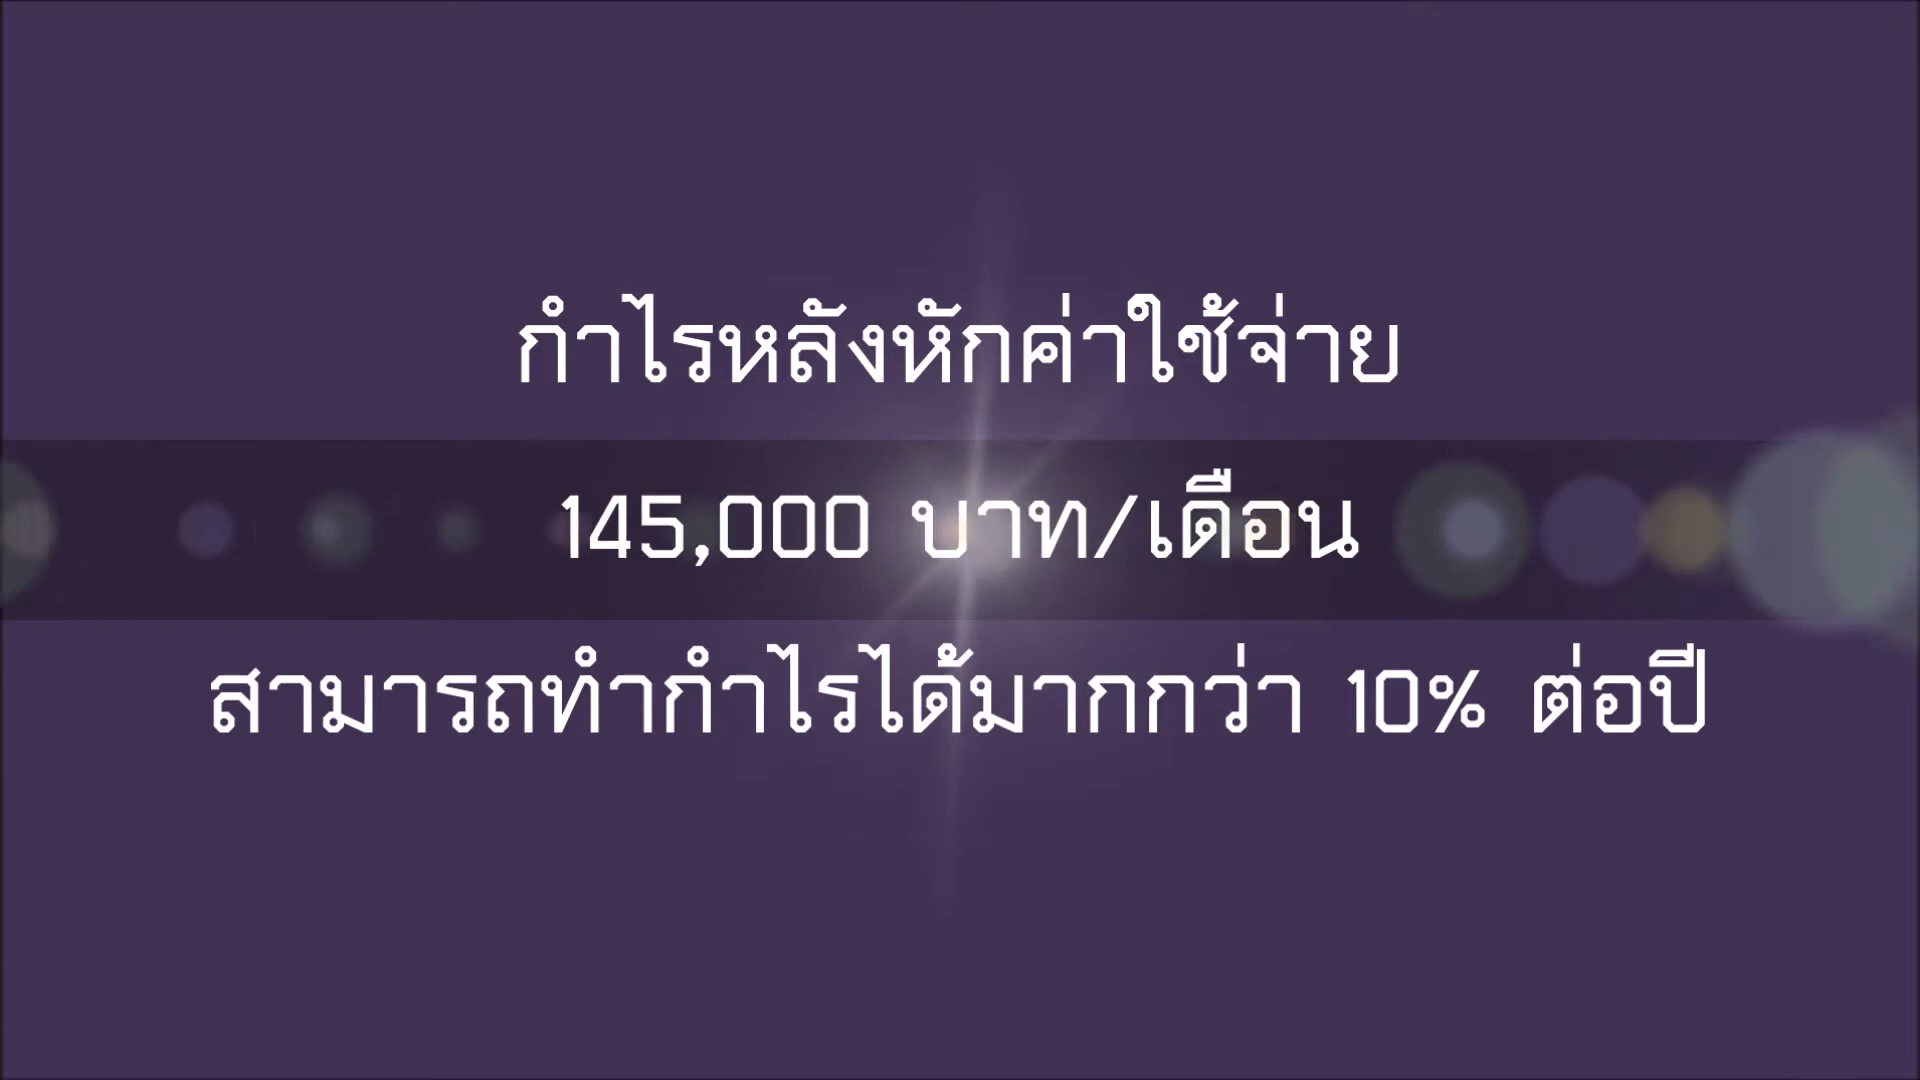 กำไรหลังหักค่าใช้จ่าย
145,000 บาท/เดือน
สามารถทำกำไรได้มากกว่า 10% ต่อปี